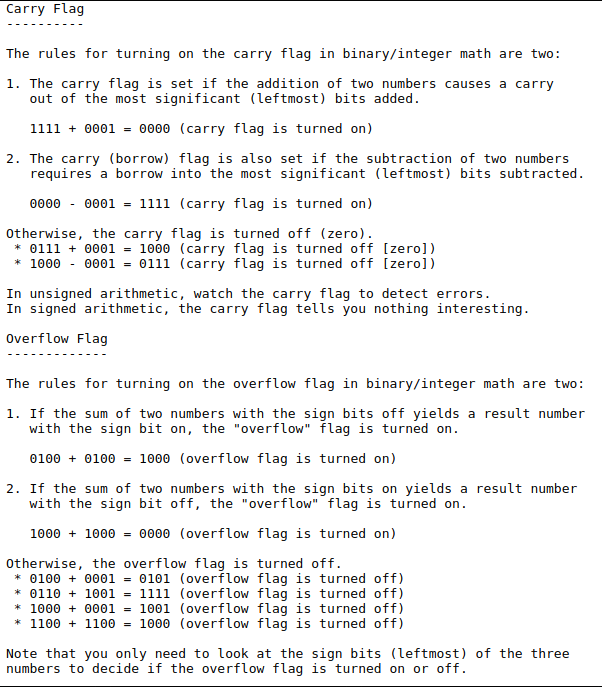 Carry Flag
----------
The rules for turning on the carry flag in binary/integer math are two:
1. The carry flag is set if the addition of two numbers causes a carry
   out of the most significant (leftmost) bits added.
   1111 + 0001 = 0000 (carry flag is turned on)
2. The carry (borrow) flag is also set if the subtraction of two numbers
   requires a borrow into the most significant (leftmost) bits subtracted.
   0000 - 0001 = 1111 (carry flag is turned on)
Otherwise, the carry flag is turned off (zero).
 * 0111 + 0001 = 1000 (carry flag is turned off [zero])
 * 1000 - 0001 = 0111 (carry flag is turned off [zero])
In unsigned arithmetic, watch the carry flag to detect errors.
In signed arithmetic, the carry flag tells you nothing interesting.
Overflow Flag
-------------
The rules for turning on the overflow flag in binary/integer math are two:
1. If the sum of two numbers with the sign bits off yields a result number
   with the sign bit on, the "overflow" flag is turned on.
   0100 + 0100 = 1000 (overflow flag is turned on)
2. If the sum of two numbers with the sign bits on yields a result number
   with the sign bit off, the "overflow" flag is turned on.
   1000 + 1000 = 0000 (overflow flag is turned on)
Otherwise, the overflow flag is turned off.
 * 0100 + 0001 = 0101 (overflow flag is turned off)
 * 0110 + 1001 = 1111 (overflow flag is turned off)
 * 1000 + 0001 = 1001 (overflow flag is turned off)
 * 1100 + 1100 = 1000 (overflow flag is turned off)
Note that you only need to look at the sign bits (leftmost) of the three
numbers to decide if the overflow flag is turned on or off.